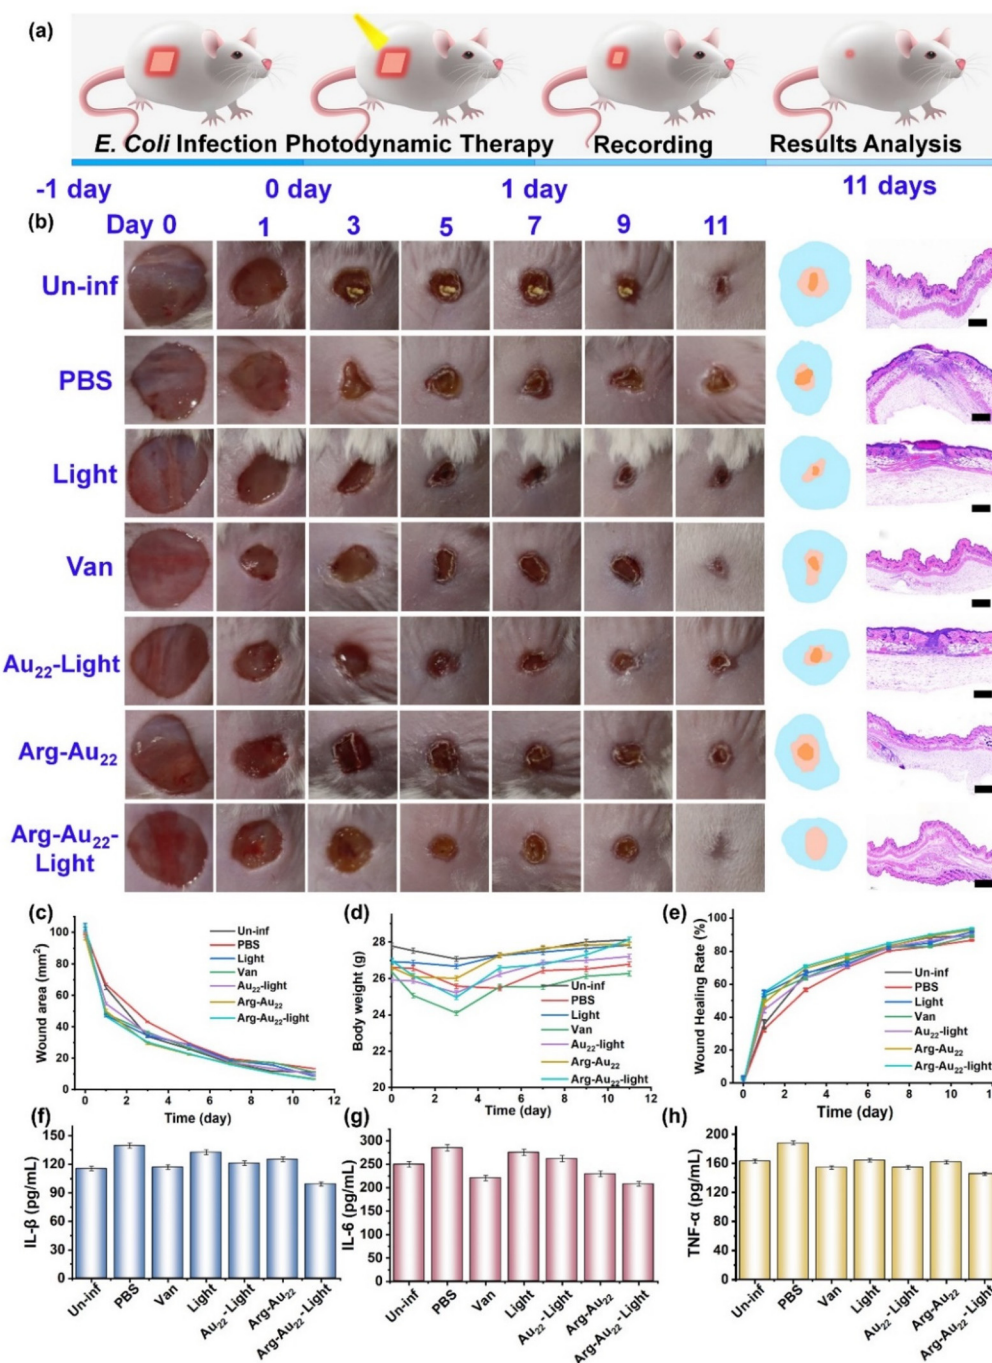 (a)
E. Coli Infection Photodynamic Therapy Recording Results Analysis
-1 day 0 day 1 day 11 days
(b) Day 0 1 3 5 7 9 11
Un-inf
PBS
Light
Van
Au₂₂-Light
Arg-Au₂₂
Arg-Au₂₂-
Light
(c)
100
80
60
40
20
0
Wound area (mm²)
Un-inf
PBS
Light
Van
Au₂₂-light
Arg-Au₂₂
Arg-Au₂₂-light
0 2 4 6 8 10 12
Time (day)
(d)
28
26
24
22
20
Body weight (g)
Un-inf
PBS
Light
Van
Au₂₂-light
Arg-Au₂₂
Arg-Au₂₂-light
0 2 4 6 8 10 12
Time (day)
(e)
100
90
80
70
60
50
40
30
20
10
0
Wound Healing Rate (%)
Un-inf
PBS
Light
Van
Au₂₂-light
Arg-Au₂₂
Arg-Au₂₂-light
0 2 4 6 8 10 12
Time (day)
(f)
150
120
90
60
30
0
IL-β (pg/mL)
Un-inf PBS Van Light Au₂₂-Light Arg-Au₂₂ Arg-Au₂₂-Light
(g)
300
250
200
150
100
50
0
IL-6 (pg/mL)
Un-inf PBS Van Light Au₂₂-Light Arg-Au₂₂ Arg-Au₂₂-Light
(h)
200
160
120
80
40
0
TNF-α (pg/mL)
Un-inf PBS Van Light Au₂₂-Light Arg-Au₂₂ Arg-Au₂₂-Light